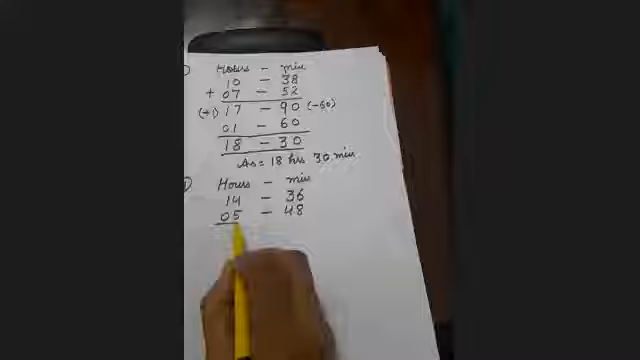 Hours - min
10 - 38
+ 07 - 52
(+1) 17 - 90 (-60)
01 - 60
18 - 30
As = 18 hrs 30 min
Hours - min
14 - 36
05 - 48